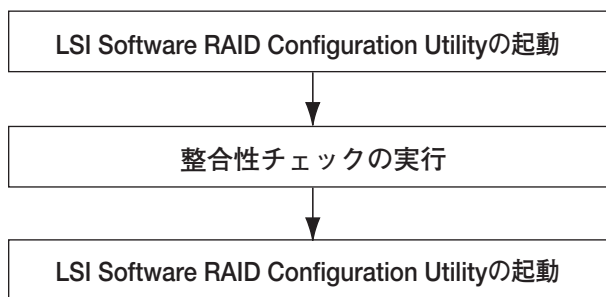 LSI Software RAID Configuration Utilityの起動
整合性チェックの実行
LSI Software RAID Configuration Utilityの起動